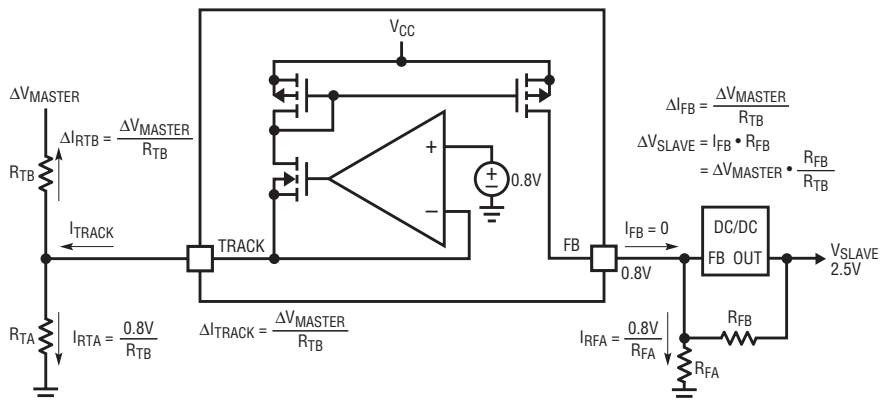 VCC
ΔVMASTER
ΔIRTB = ΔVMASTER / RTB
RTB
ITRACK
TRACK
+
−
+
−
0.8V
FB
IFB = 0
0.8V
ΔIFB = ΔVMASTER / RTB
ΔVSLAVE = IFB • RFB
= ΔVMASTER • RFB / RTB
DC/DC
FB OUT
VSLAVE
2.5V
RTA
IRTA = 0.8V / RTB
ΔITRACK = ΔVMASTER / RTB
IRFA = 0.8V / RFA
RFB
RFA